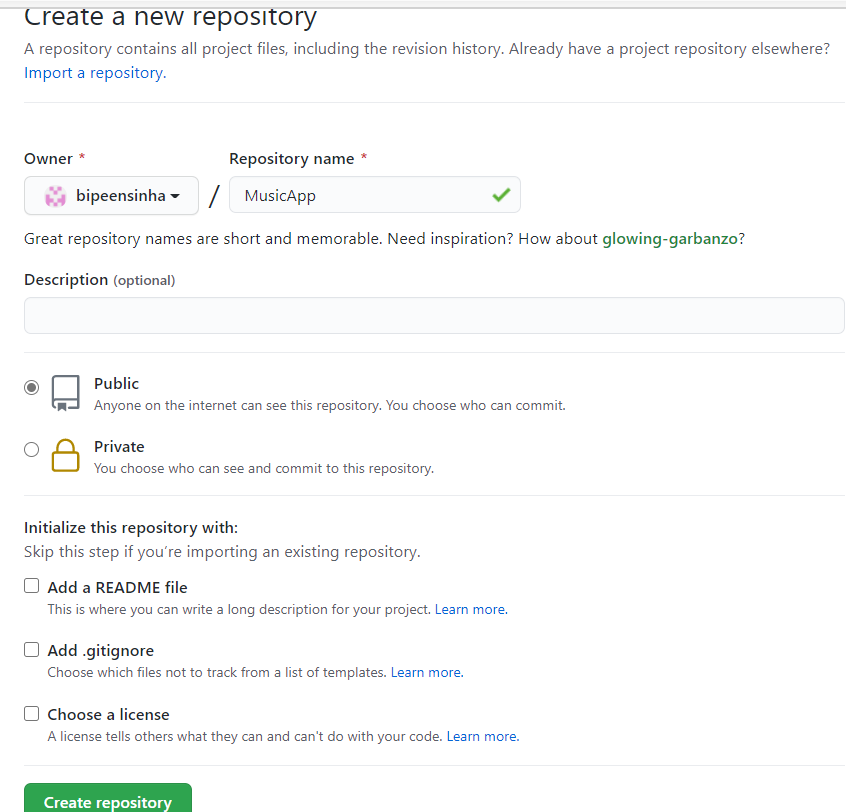 Create a new repository
A repository contains all project files, including the revision history. Already have a project repository elsewhere?
Import a repository.
Owner *
Repository name *
bipeensinha
/
MusicApp
Great repository names are short and memorable. Need inspiration? How about glowing-garbanzo?
Description (optional)
Public
Anyone on the internet can see this repository. You choose who can commit.
Private
You choose who can see and commit to this repository.
Initialize this repository with:
Skip this step if you’re importing an existing repository.
Add a README file
This is where you can write a long description for your project. Learn more.
Add .gitignore
Choose which files not to track from a list of templates. Learn more.
Choose a license
A license tells others what they can and can't do with your code. Learn more.
Create repository